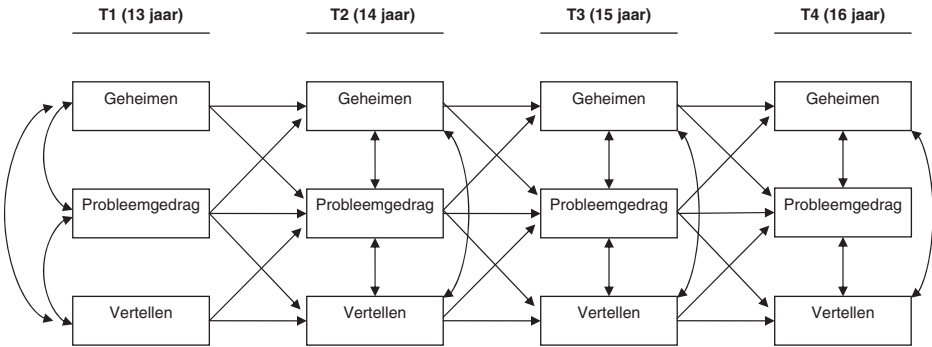 T1 (13 jaar) T2 (14 jaar) T3 (15 jaar) T4 (16 jaar)
Geheimen Geheimen Geheimen Geheimen
Probleemgedrag Probleemgedrag Probleemgedrag Probleemgedrag
Vertellen Vertellen Vertellen Vertellen